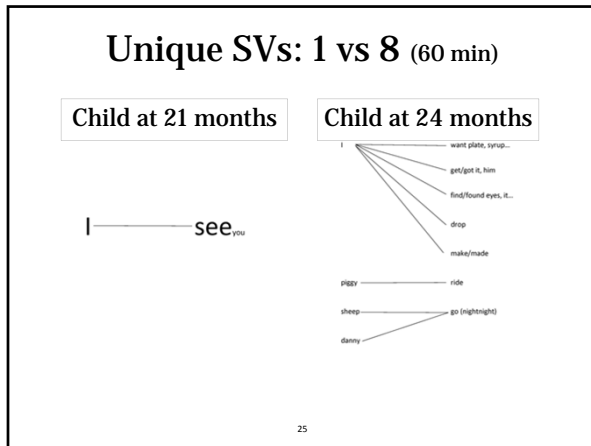 Unique SVs: 1 vs 8 (60 min)
Child at 21 months
I see you
Child at 24 months
I want plate, syrup...
get/got it, him
find/found eyes, it...
drop
make/made
piggy ride
sheep go (nightnight)
danny
25